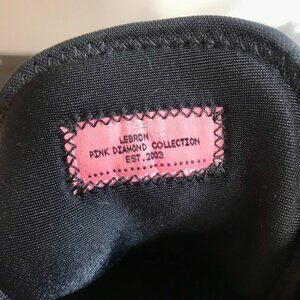 LEBRON
PINK DIAMOND COLLECTION
EST. 2003